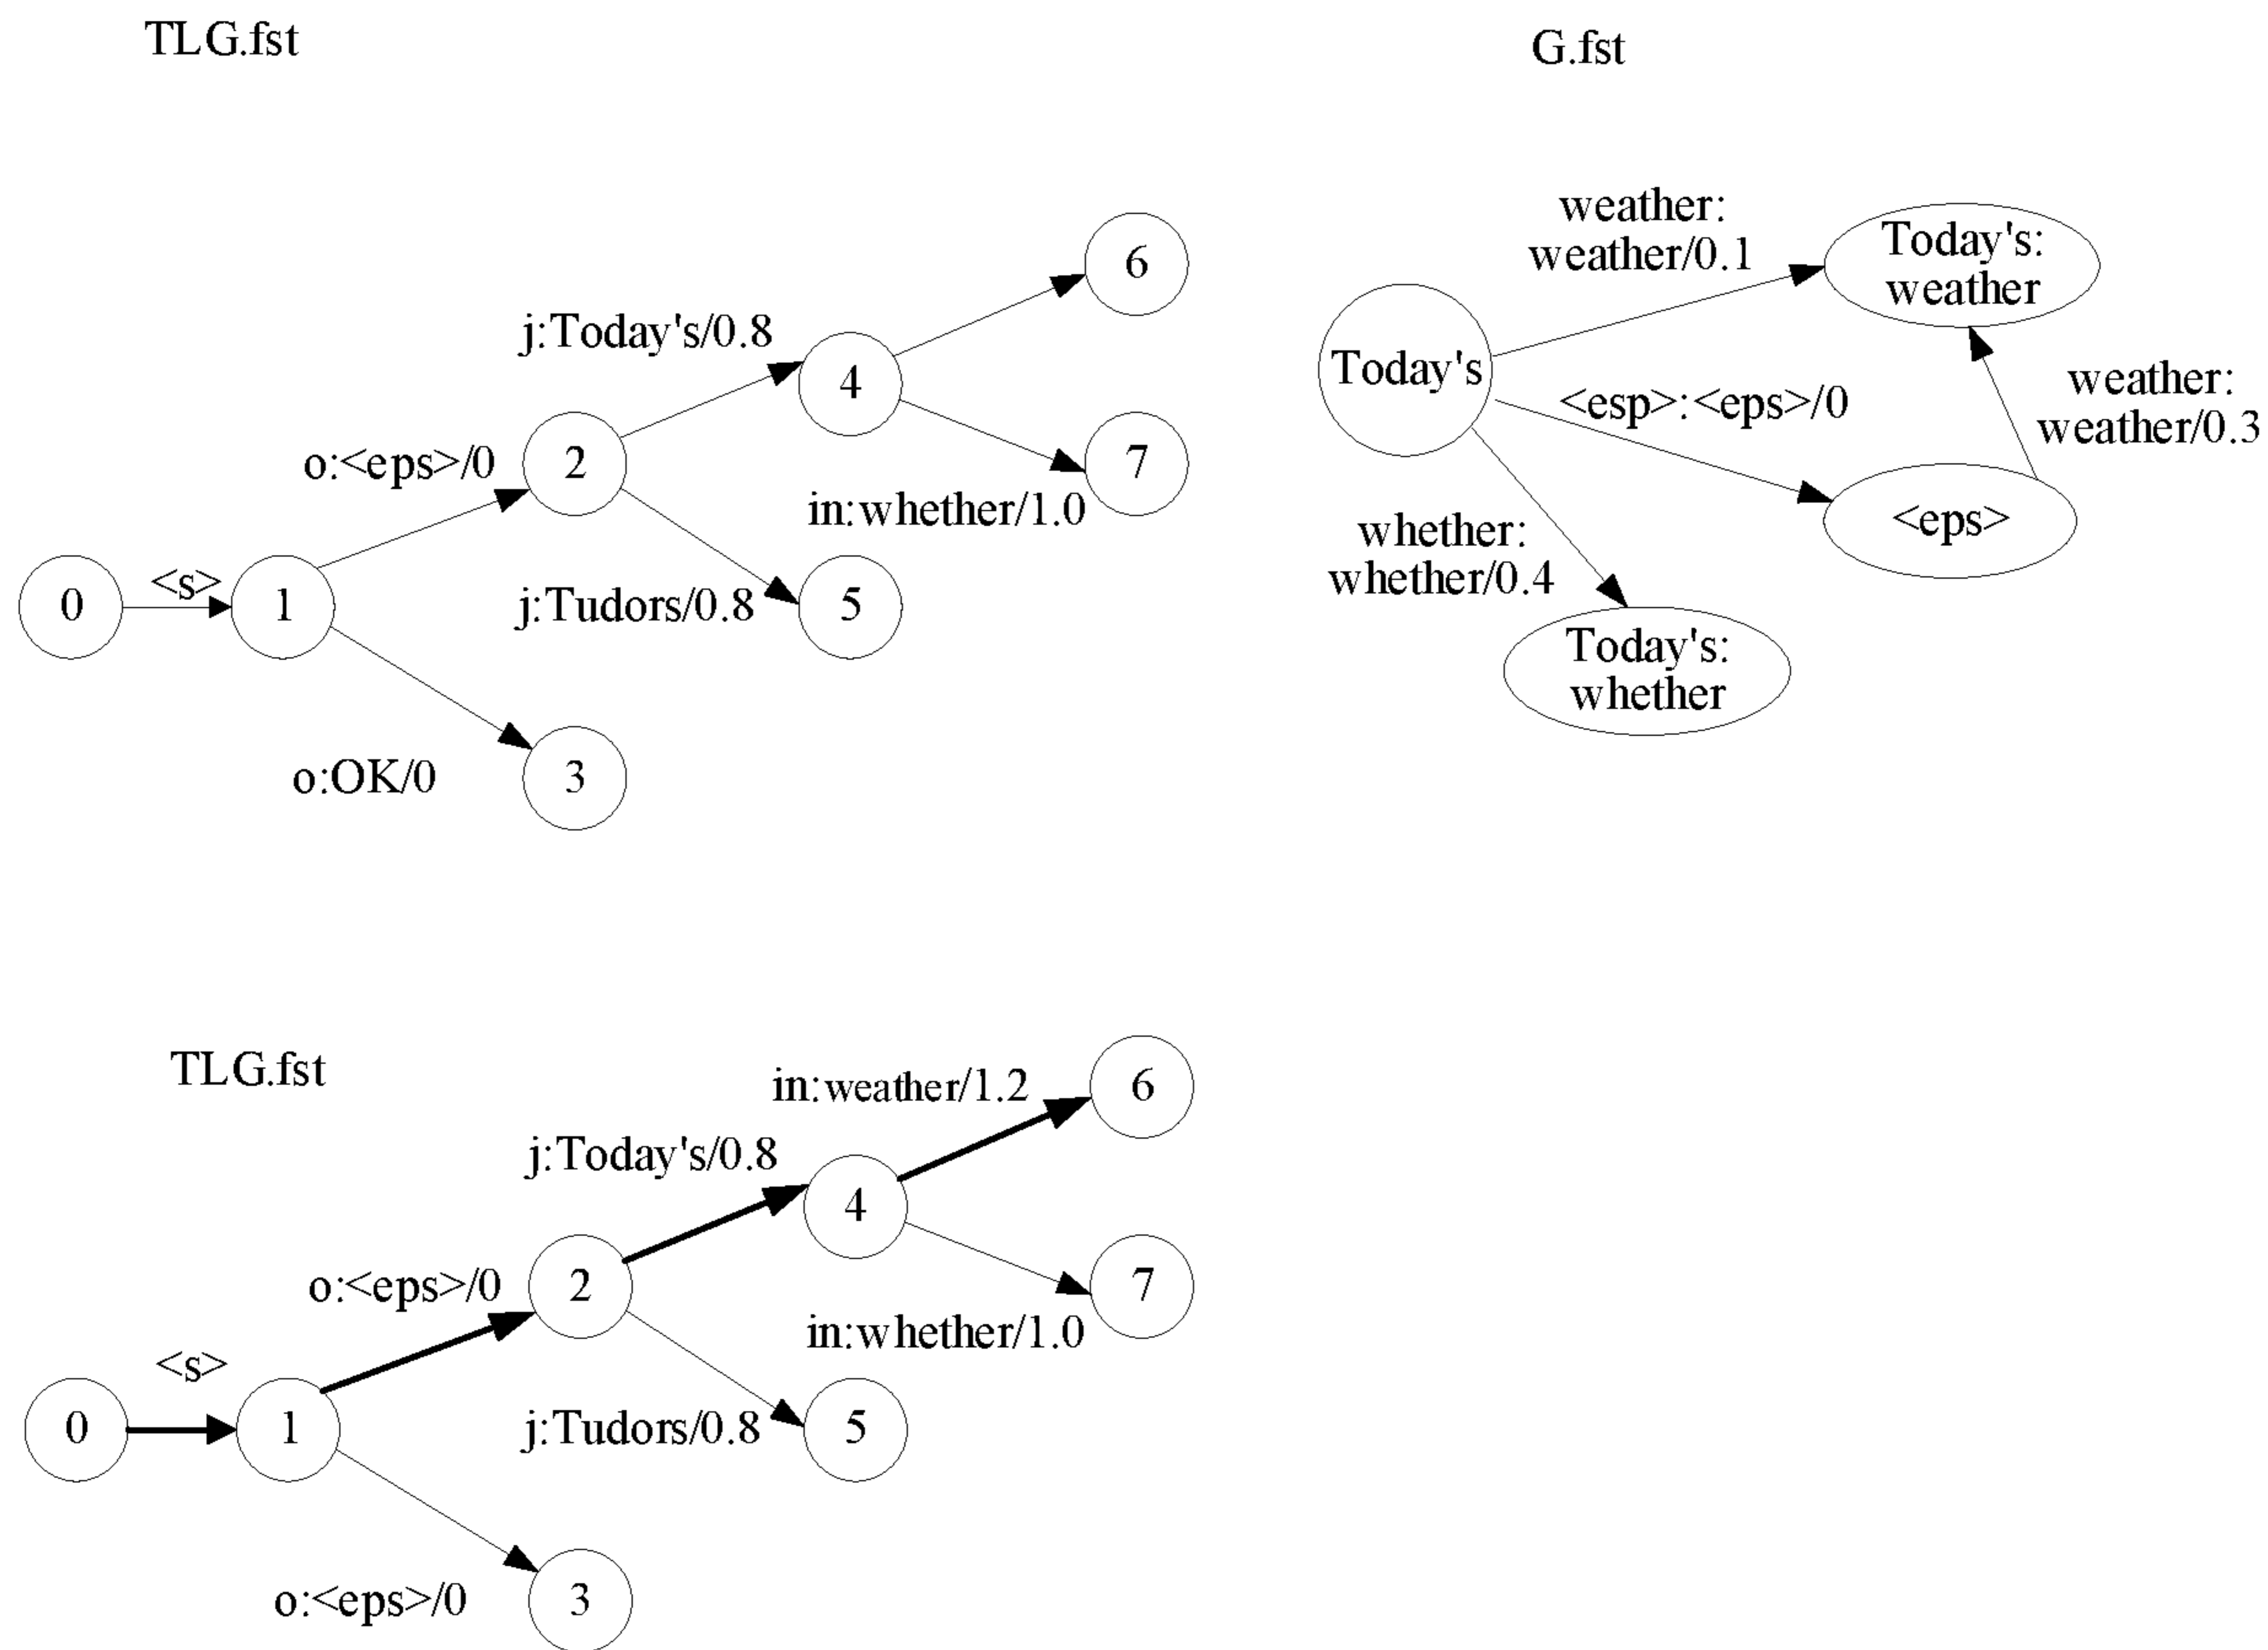 TLG.fst
0
<s>
1
o:<eps>/0
2
j:Today's/0.8
4
6
7
in:whether/1.0
j:Tudors/0.8
5
o:OK/0
3
G.fst
Today's
weather:
weather/0.1
Today's:
weather
<esp>:<eps>/0
weather:
weather/0.3
<eps>
whether:
whether/0.4
Today's:
whether
TLG.fst
0
<s>
1
o:<eps>/0
2
j:Today's/0.8
4
in:weather/1.2
6
7
in:whether/1.0
j:Tudors/0.8
5
o:<eps>/0
3